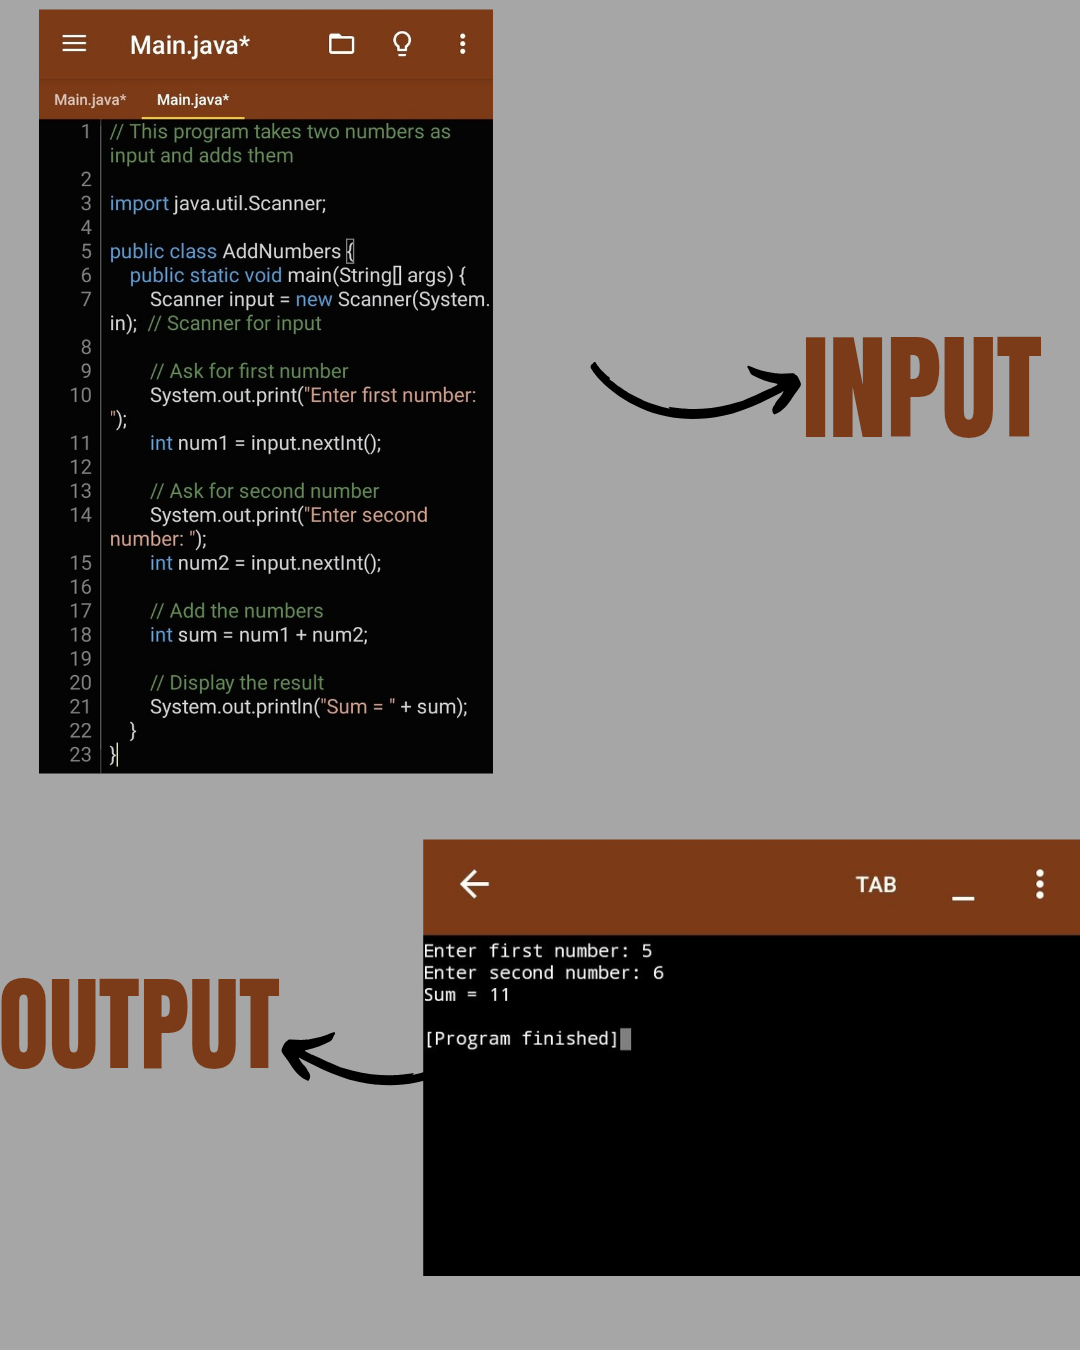 Main.java*
Main.java* Main.java*
1 // This program takes two numbers as
input and adds them
2
3 import java.util.Scanner;
4
5 public class AddNumbers {
6 public static void main(String[] args) {
7 Scanner input = new Scanner(System.
in); // Scanner for input
8
9 // Ask for first number
10 System.out.print("Enter first number:
");
11 int num1 = input.nextInt();
12
13 // Ask for second number
14 System.out.print("Enter second
number: ");
15 int num2 = input.nextInt();
16
17 // Add the numbers
18 int sum = num1 + num2;
19
20 // Display the result
21 System.out.println("Sum = " + sum);
22 }
23 }
INPUT
TAB
Enter first number: 5
Enter second number: 6
Sum = 11
[Program finished]
OUTPUT